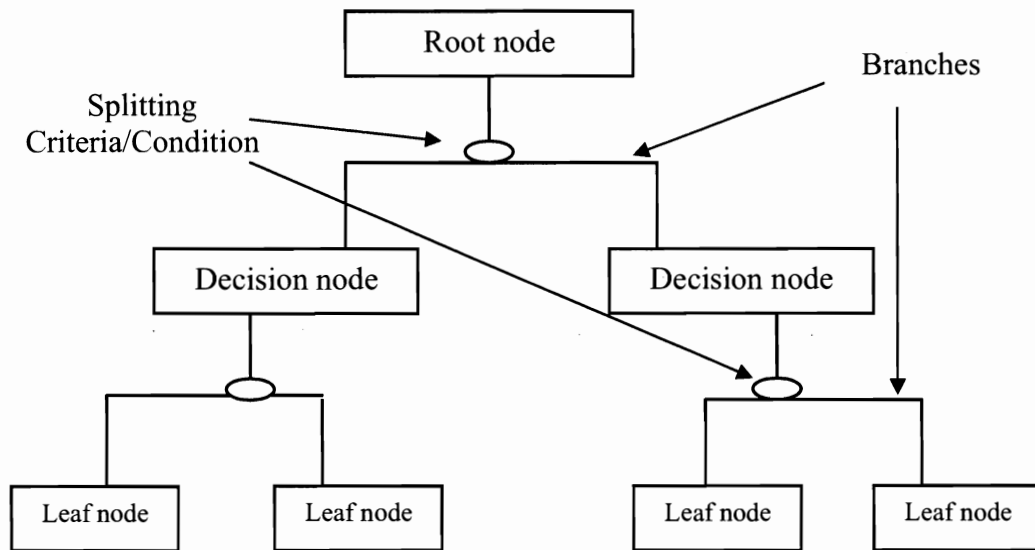 Root node
Branches
Splitting
Criteria/Condition
Decision node
Decision node
Leaf node
Leaf node
Leaf node
Leaf node